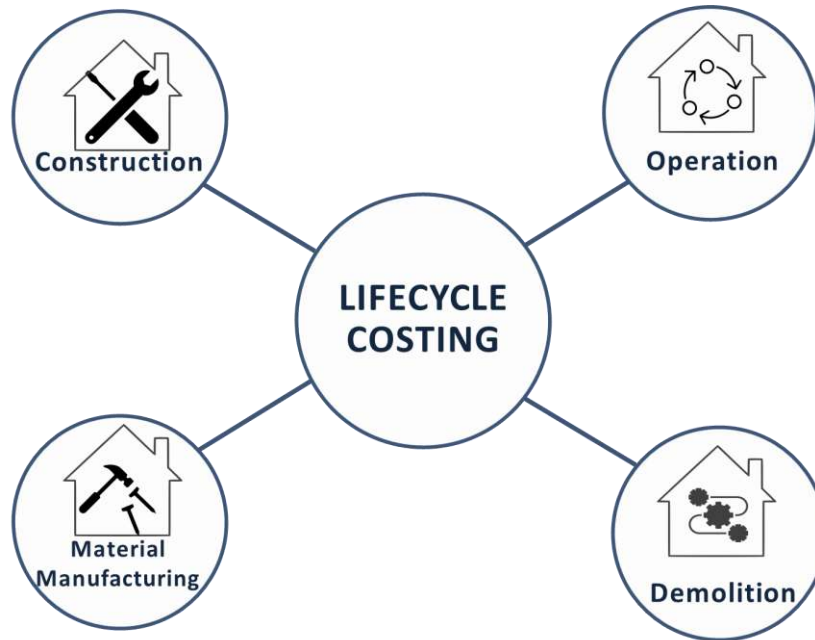 Construction
Operation
LIFECYCLE
COSTING
Material
Manufacturing
Demolition